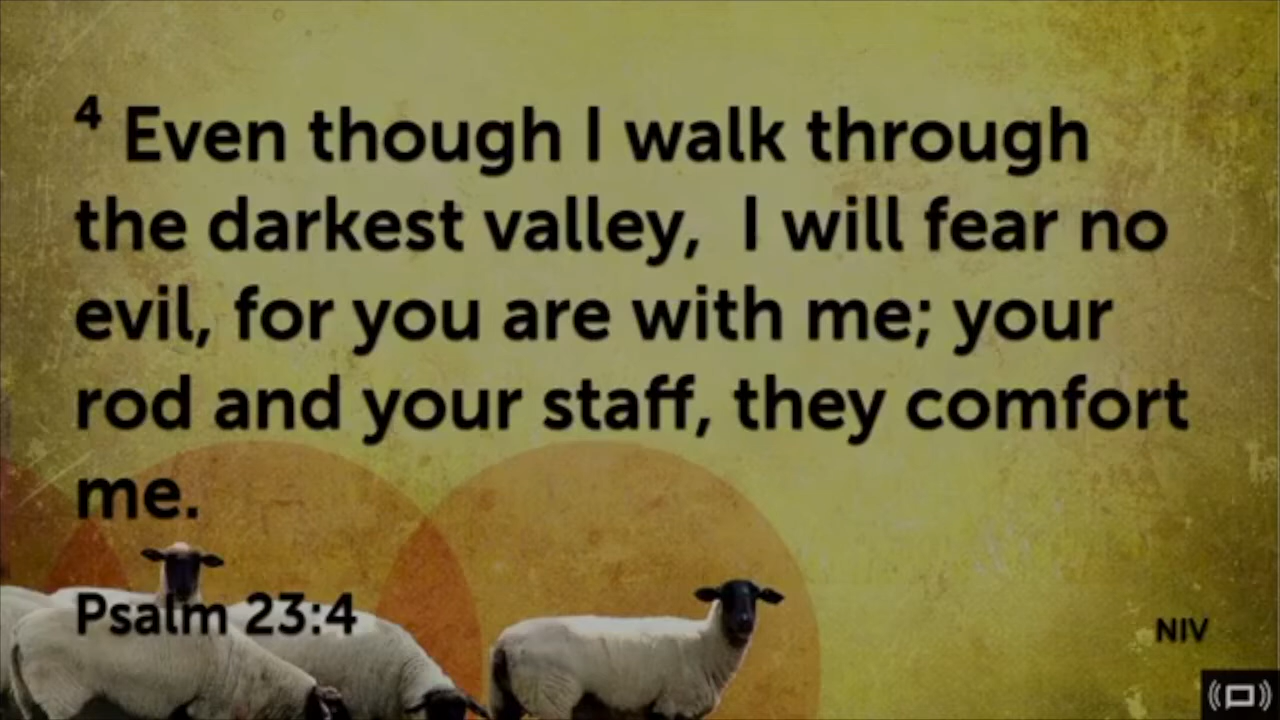 4 Even though I walk through
the darkest valley,  I will fear no
evil, for you are with me; your
rod and your staff, they comfort
me.
Psalm 23:4
NIV